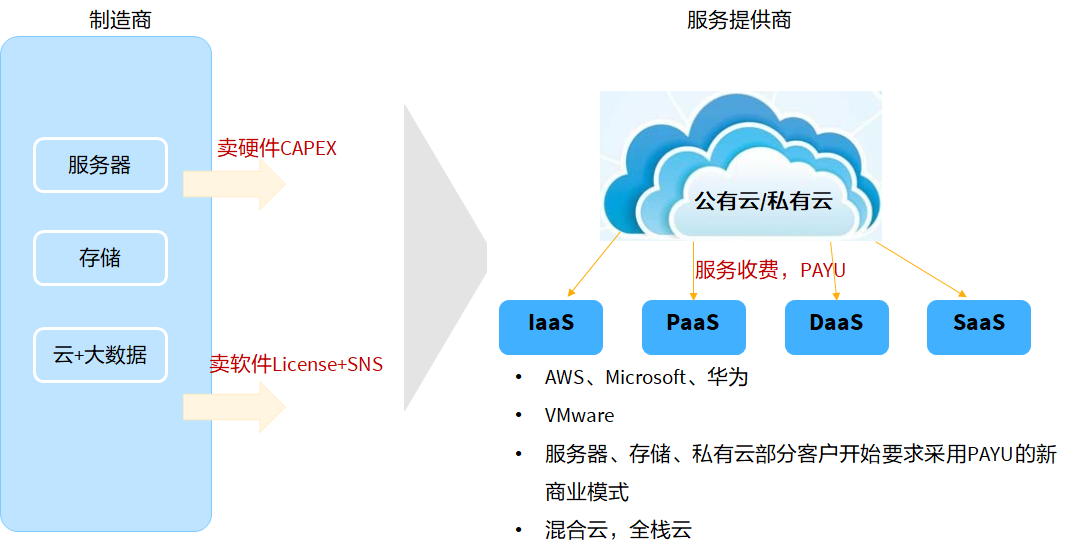 制造商
服务器
存储
云+大数据
卖硬件CAPEX
卖软件License+SNS
服务提供商
公有云/私有云
服务收费，PAYU
IaaS
PaaS
DaaS
SaaS
• AWS、Microsoft、华为
• VMware
• 服务器、存储、私有云部分客户开始要求采用PAYU的新
商业模式
• 混合云，全栈云